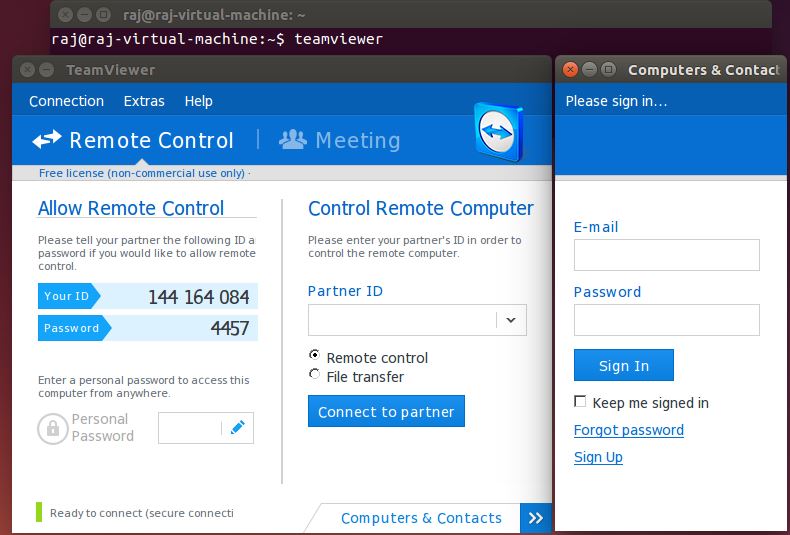 raj@raj-virtual-machine: ~
raj@raj-virtual-machine:~$ teamviewer
TeamViewer
Connection Extras Help
Remote Control | Meeting
Free license (non-commercial use only) -
Allow Remote Control
Please tell your partner the following ID a
password if you would like to allow remote
control.
Your ID 144 164 084
Password 4457
Enter a personal password to access this
computer from anywhere.
Personal
Password
Ready to connect (secure connecti
Control Remote Computer
Please enter your partner's ID in order to
control the remote computer.
Partner ID
Remote control
File transfer
Connect to partner
Computers & Contacts
Computers & Contact
Please sign in...
E-mail
Password
Sign In
Keep me signed in
Forgot password
Sign Up